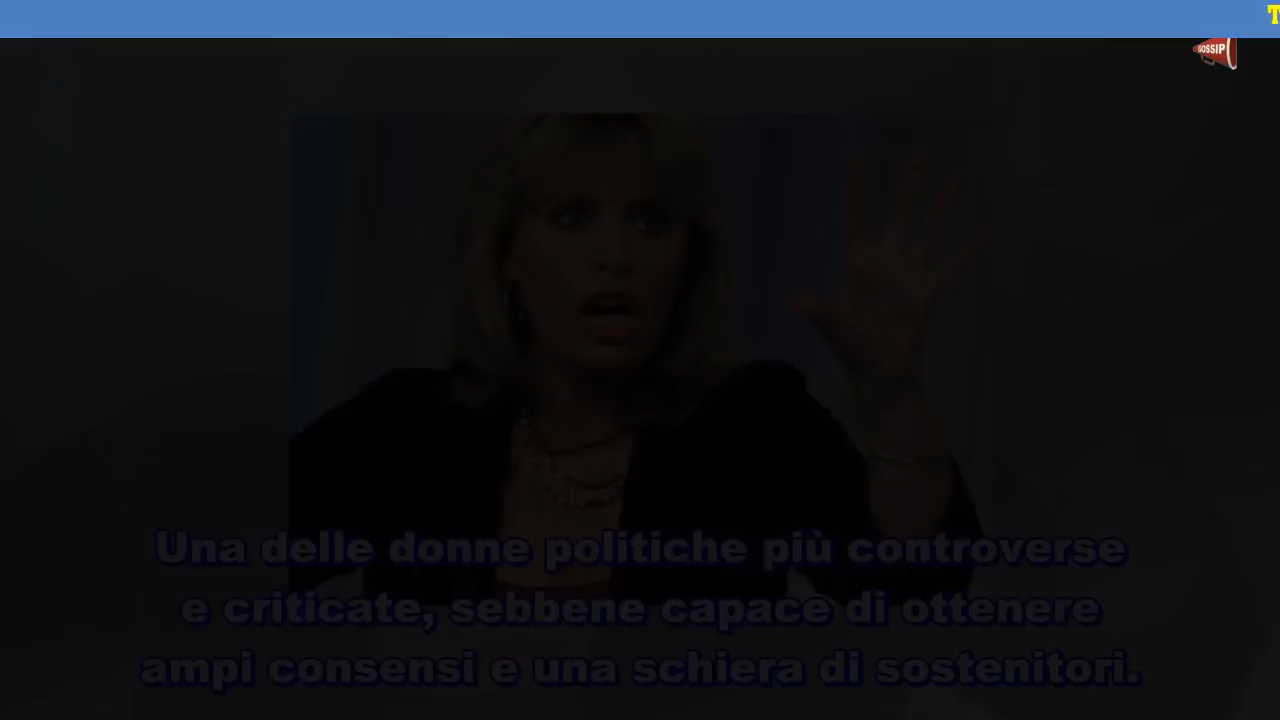 T
GOSSIP
Una delle donne politiche più controverse
e criticate, sebbene capace di ottenere
ampi consensi e una schiera di sostenitori.